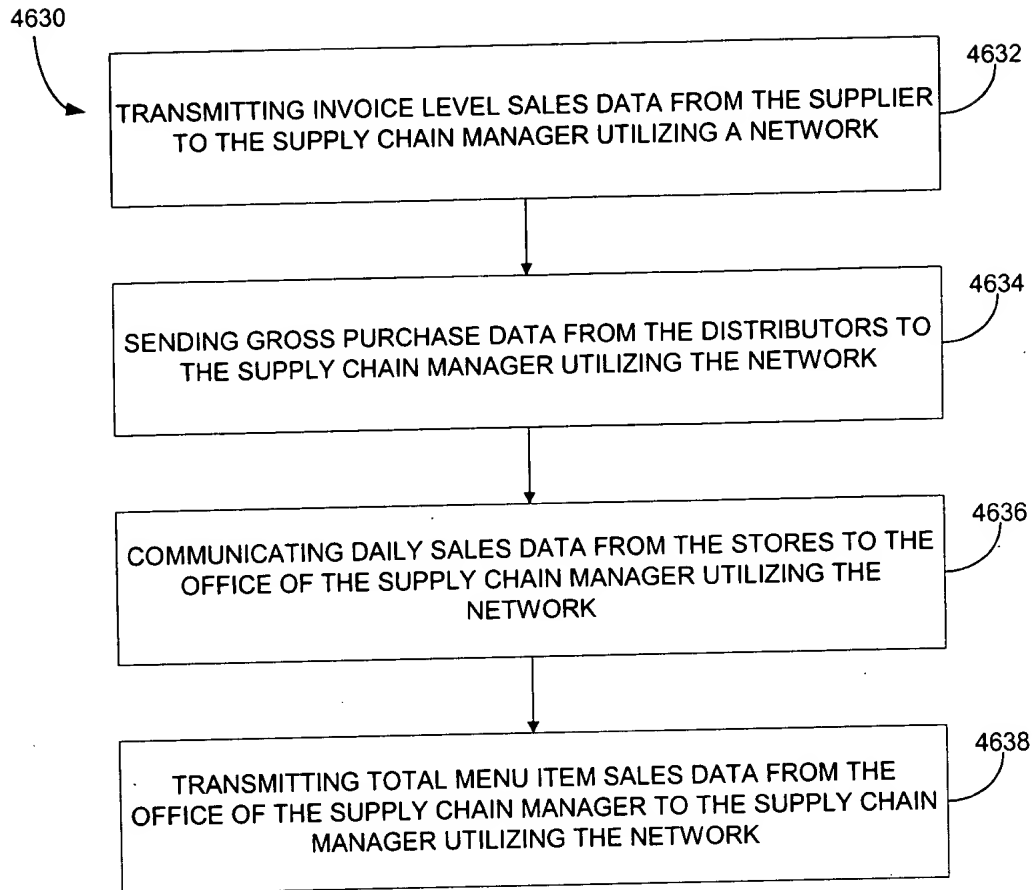 4630
4632
TRANSMITTING INVOICE LEVEL SALES DATA FROM THE SUPPLIER
TO THE SUPPLY CHAIN MANAGER UTILIZING A NETWORK
4634
SENDING GROSS PURCHASE DATA FROM THE DISTRIBUTORS TO
THE SUPPLY CHAIN MANAGER UTILIZING THE NETWORK
4636
COMMUNICATING DAILY SALES DATA FROM THE STORES TO THE
OFFICE OF THE SUPPLY CHAIN MANAGER UTILIZING THE
NETWORK
4638
TRANSMITTING TOTAL MENU ITEM SALES DATA FROM THE
OFFICE OF THE SUPPLY CHAIN MANAGER TO THE SUPPLY CHAIN
MANAGER UTILIZING THE NETWORK